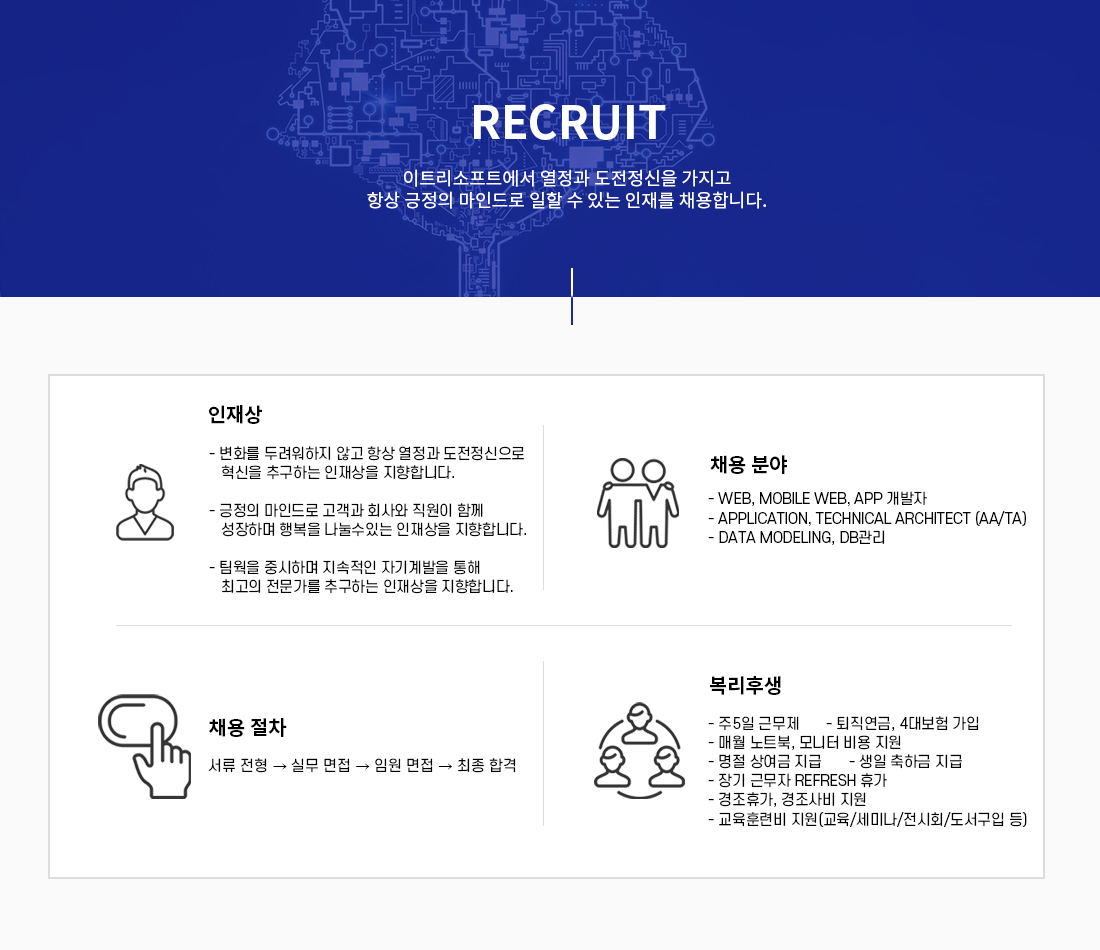 RECRUIT
이트리소프트에서 열정과 도전정신을 가지고
항상 긍정의 마인드로 일할 수 있는 인재를 채용합니다.
인재상
- 변화를 두려워하지 않고 항상 열정과 도전정신으로
혁신을 추구하는 인재상을 지향합니다.
- 긍정의 마인드로 고객과 회사와 직원이 함께
성장하며 행복을 나눌수있는 인재상을 지향합니다.
- 팀웍을 중시하며 지속적인 자기계발을 통해
최고의 전문가를 추구하는 인재상을 지향합니다.
채용 분야
- WEB, MOBILE WEB, APP 개발자
- APPLICATION, TECHNICAL ARCHITECT (AA/TA)
- DATA MODELING, DB관리
채용 절차
서류 전형 → 실무 면접 → 임원 면접 → 최종 합격
복리후생
- 주5일 근무제 - 퇴직연금, 4대보험 가입
- 매월 노트북, 모니터 비용 지원
- 명절 상여금 지급 - 생일 축하금 지급
- 장기 근무자 REFRESH 휴가
- 경조휴가, 경조사비 지원
- 교육훈련비 지원(교육/세미나/전시회/도서구입 등)